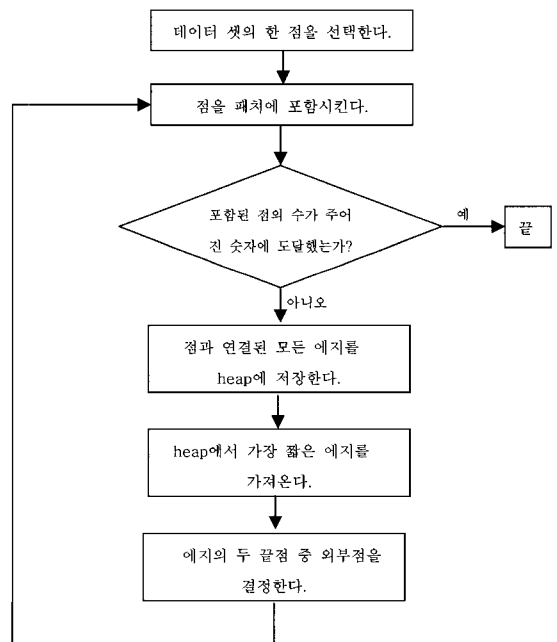 데이터 셋의 한 점을 선택한다.
점을 패치에 포함시킨다.
포함된 점의 수가 주어
진 숫자에 도달했는가?
예
끝
아니오
점과 연결된 모든 에지를
heap에 저장한다.
heap에서 가장 짧은 에지를
가져온다.
에지의 두 끝점 중 외부점을
결정한다.